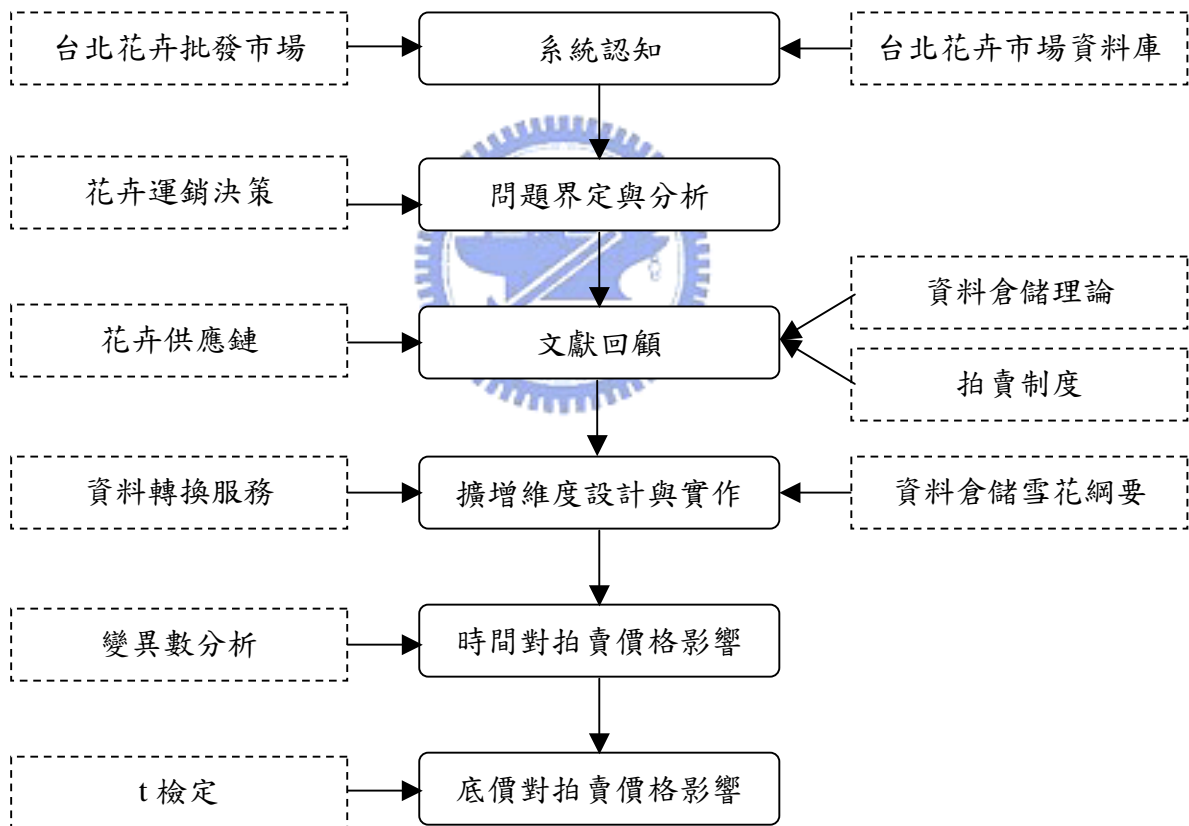 台北花卉批發市場
系統認知
台北花卉市場資料庫
花卉運銷決策
問題界定與分析
花卉供應鏈
文獻回顧
資料倉儲理論
拍賣制度
資料轉換服務
擴增維度設計與實作
資料倉儲雪花綱要
變異數分析
時間對拍賣價格影響
t 檢定
底價對拍賣價格影響